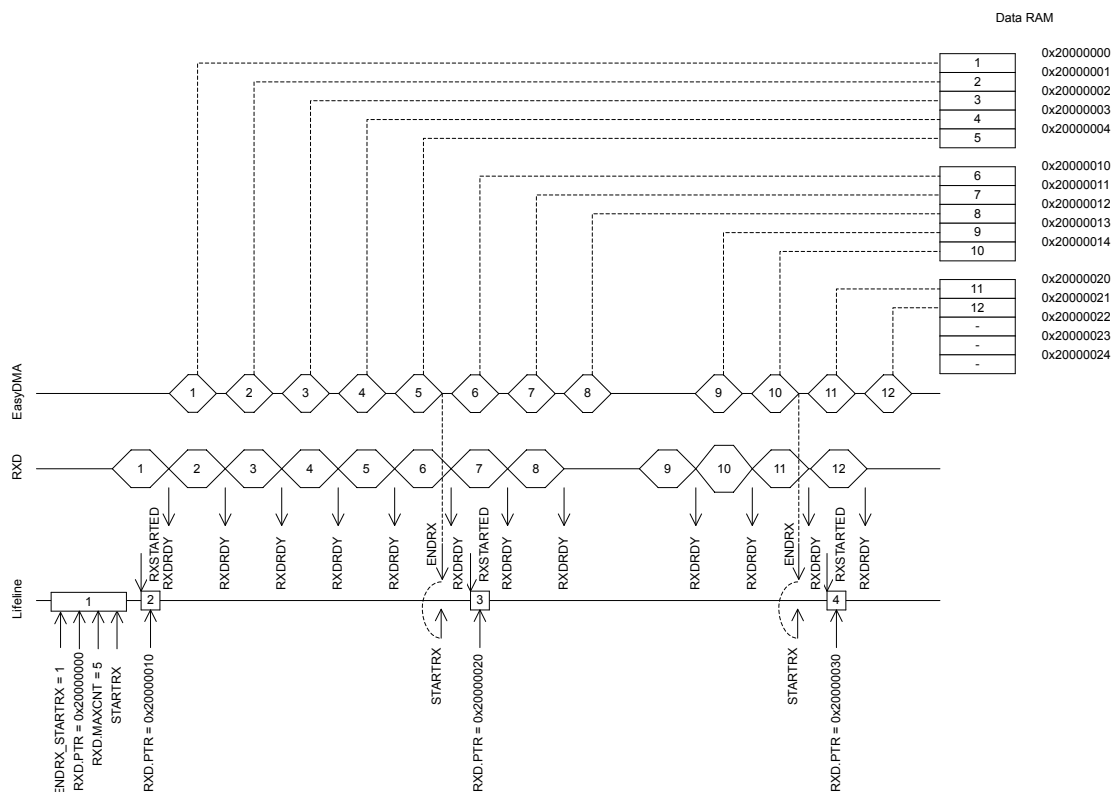 Data RAM
1
0x20000000
2
0x20000001
3
0x20000002
4
0x20000003
5
0x20000004
6
0x20000010
7
0x20000011
8
0x20000012
9
0x20000013
10
0x20000014
11
0x20000020
12
0x20000021
-
0x20000022
-
0x20000023
-
0x20000024
EasyDMA
1 2 3 4 5 6 7 8 9 10 11 12
RXD
1 2 3 4 5 6 7 8 9 10 11 12
RXSTARTED
RXDRDY
RXDRDY
RXDRDY
RXDRDY
RXDRDY
ENDRX
RXDRDY
RXSTARTED
RXDRDY
RXDRDY
RXDRDY
RXDRDY
ENDRX
RXDRDY
RXSTARTED
RXDRDY
Lifeline
1 2 3 4
ENDRX_STARTRX = 1
RXD.PTR = 0x20000000
RXD.MAXCNT = 5
STARTRX
RXD.PTR = 0x20000010
STARTRX
RXD.PTR = 0x20000020
STARTRX
RXD.PTR = 0x20000030